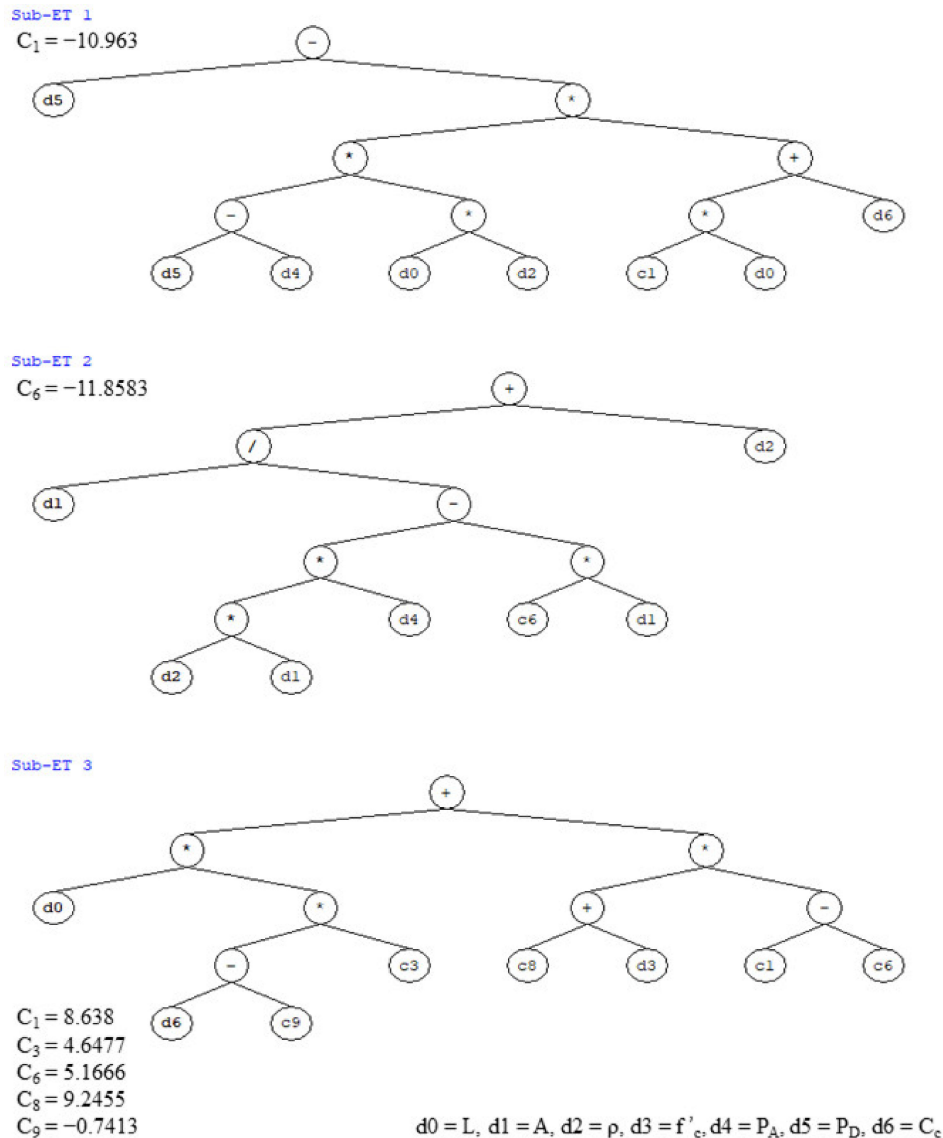 Sub-ET 1
C₁ = −10.963
-
d5 *
* +
- * * d6
d5 d4 d0 d2 c1 d0
Sub-ET 2
C₆ = −11.8583
+
/ d2
d1 -
* *
* d4 c6 d1
d2 d1
Sub-ET 3
+
* *
d0 * + -
- c3 c8 d3 c1 c6
d6 c9
C₁ = 8.638
C₃ = 4.6477
C₆ = 5.1666
C₈ = 9.2455
C₉ = −0.7413
d0 = L, d1 = A, d2 = ρ, d3 = f'c, d4 = PA, d5 = PD, d6 = Cs